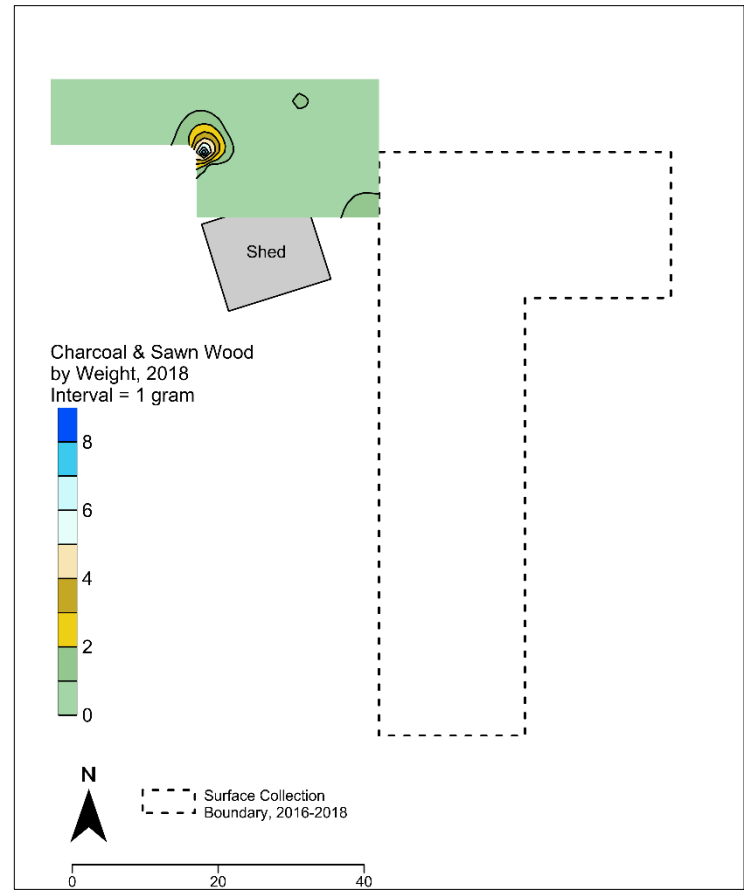 Shed
Charcoal & Sawn Wood
by Weight, 2018
Interval = 1 gram
8
6
4
2
0
N
Surface Collection
Boundary, 2016-2018
0 20 40